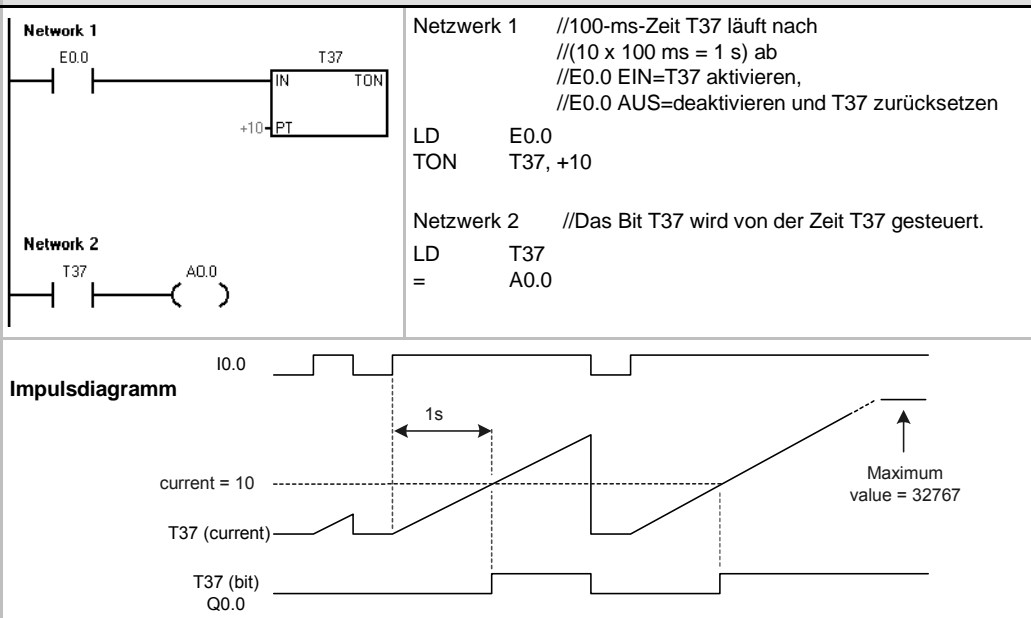 Network 1
E0.0
T37
IN TON
+10 PT
Network 2
T37 A0.0
Netzwerk 1 //100-ms-Zeit T37 läuft nach
//(10 x 100 ms = 1 s) ab
//E0.0 EIN=T37 aktivieren,
//E0.0 AUS=deaktivieren und T37 zurücksetzen
LD E0.0
TON T37, +10
Netzwerk 2 //Das Bit T37 wird von der Zeit T37 gesteuert.
LD T37
= A0.0
I0.0
Impulsdiagramm
1s
current = 10
Maximum
value = 32767
T37 (current)
T37 (bit)
Q0.0